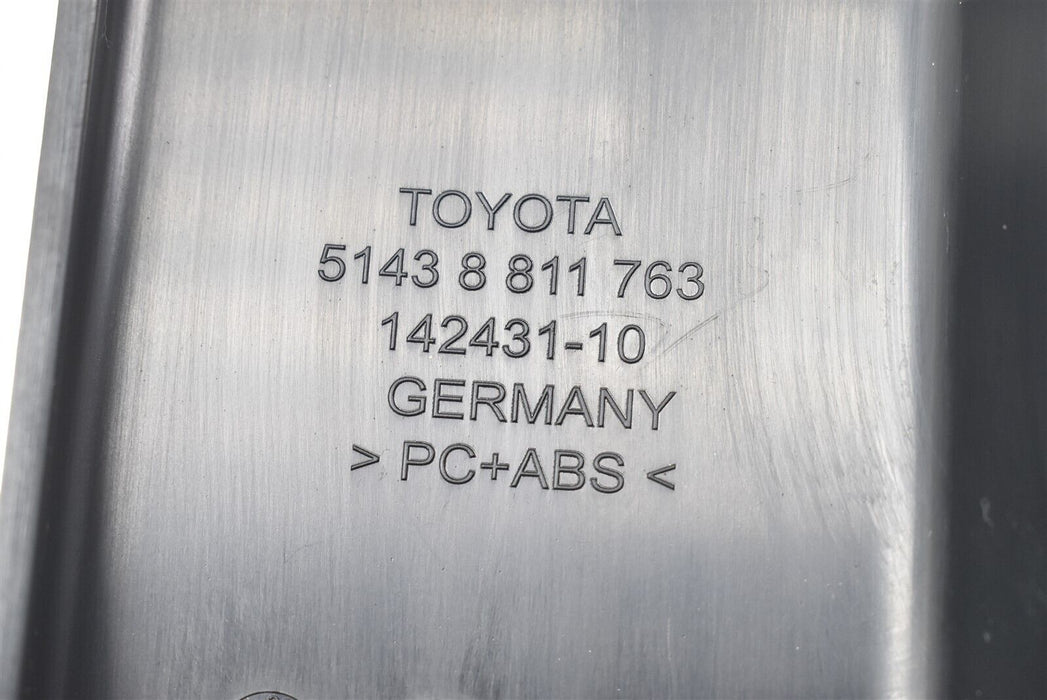 TOYOTA
5143 8 811 763
142431-10
GERMANY
> PC+ABS <